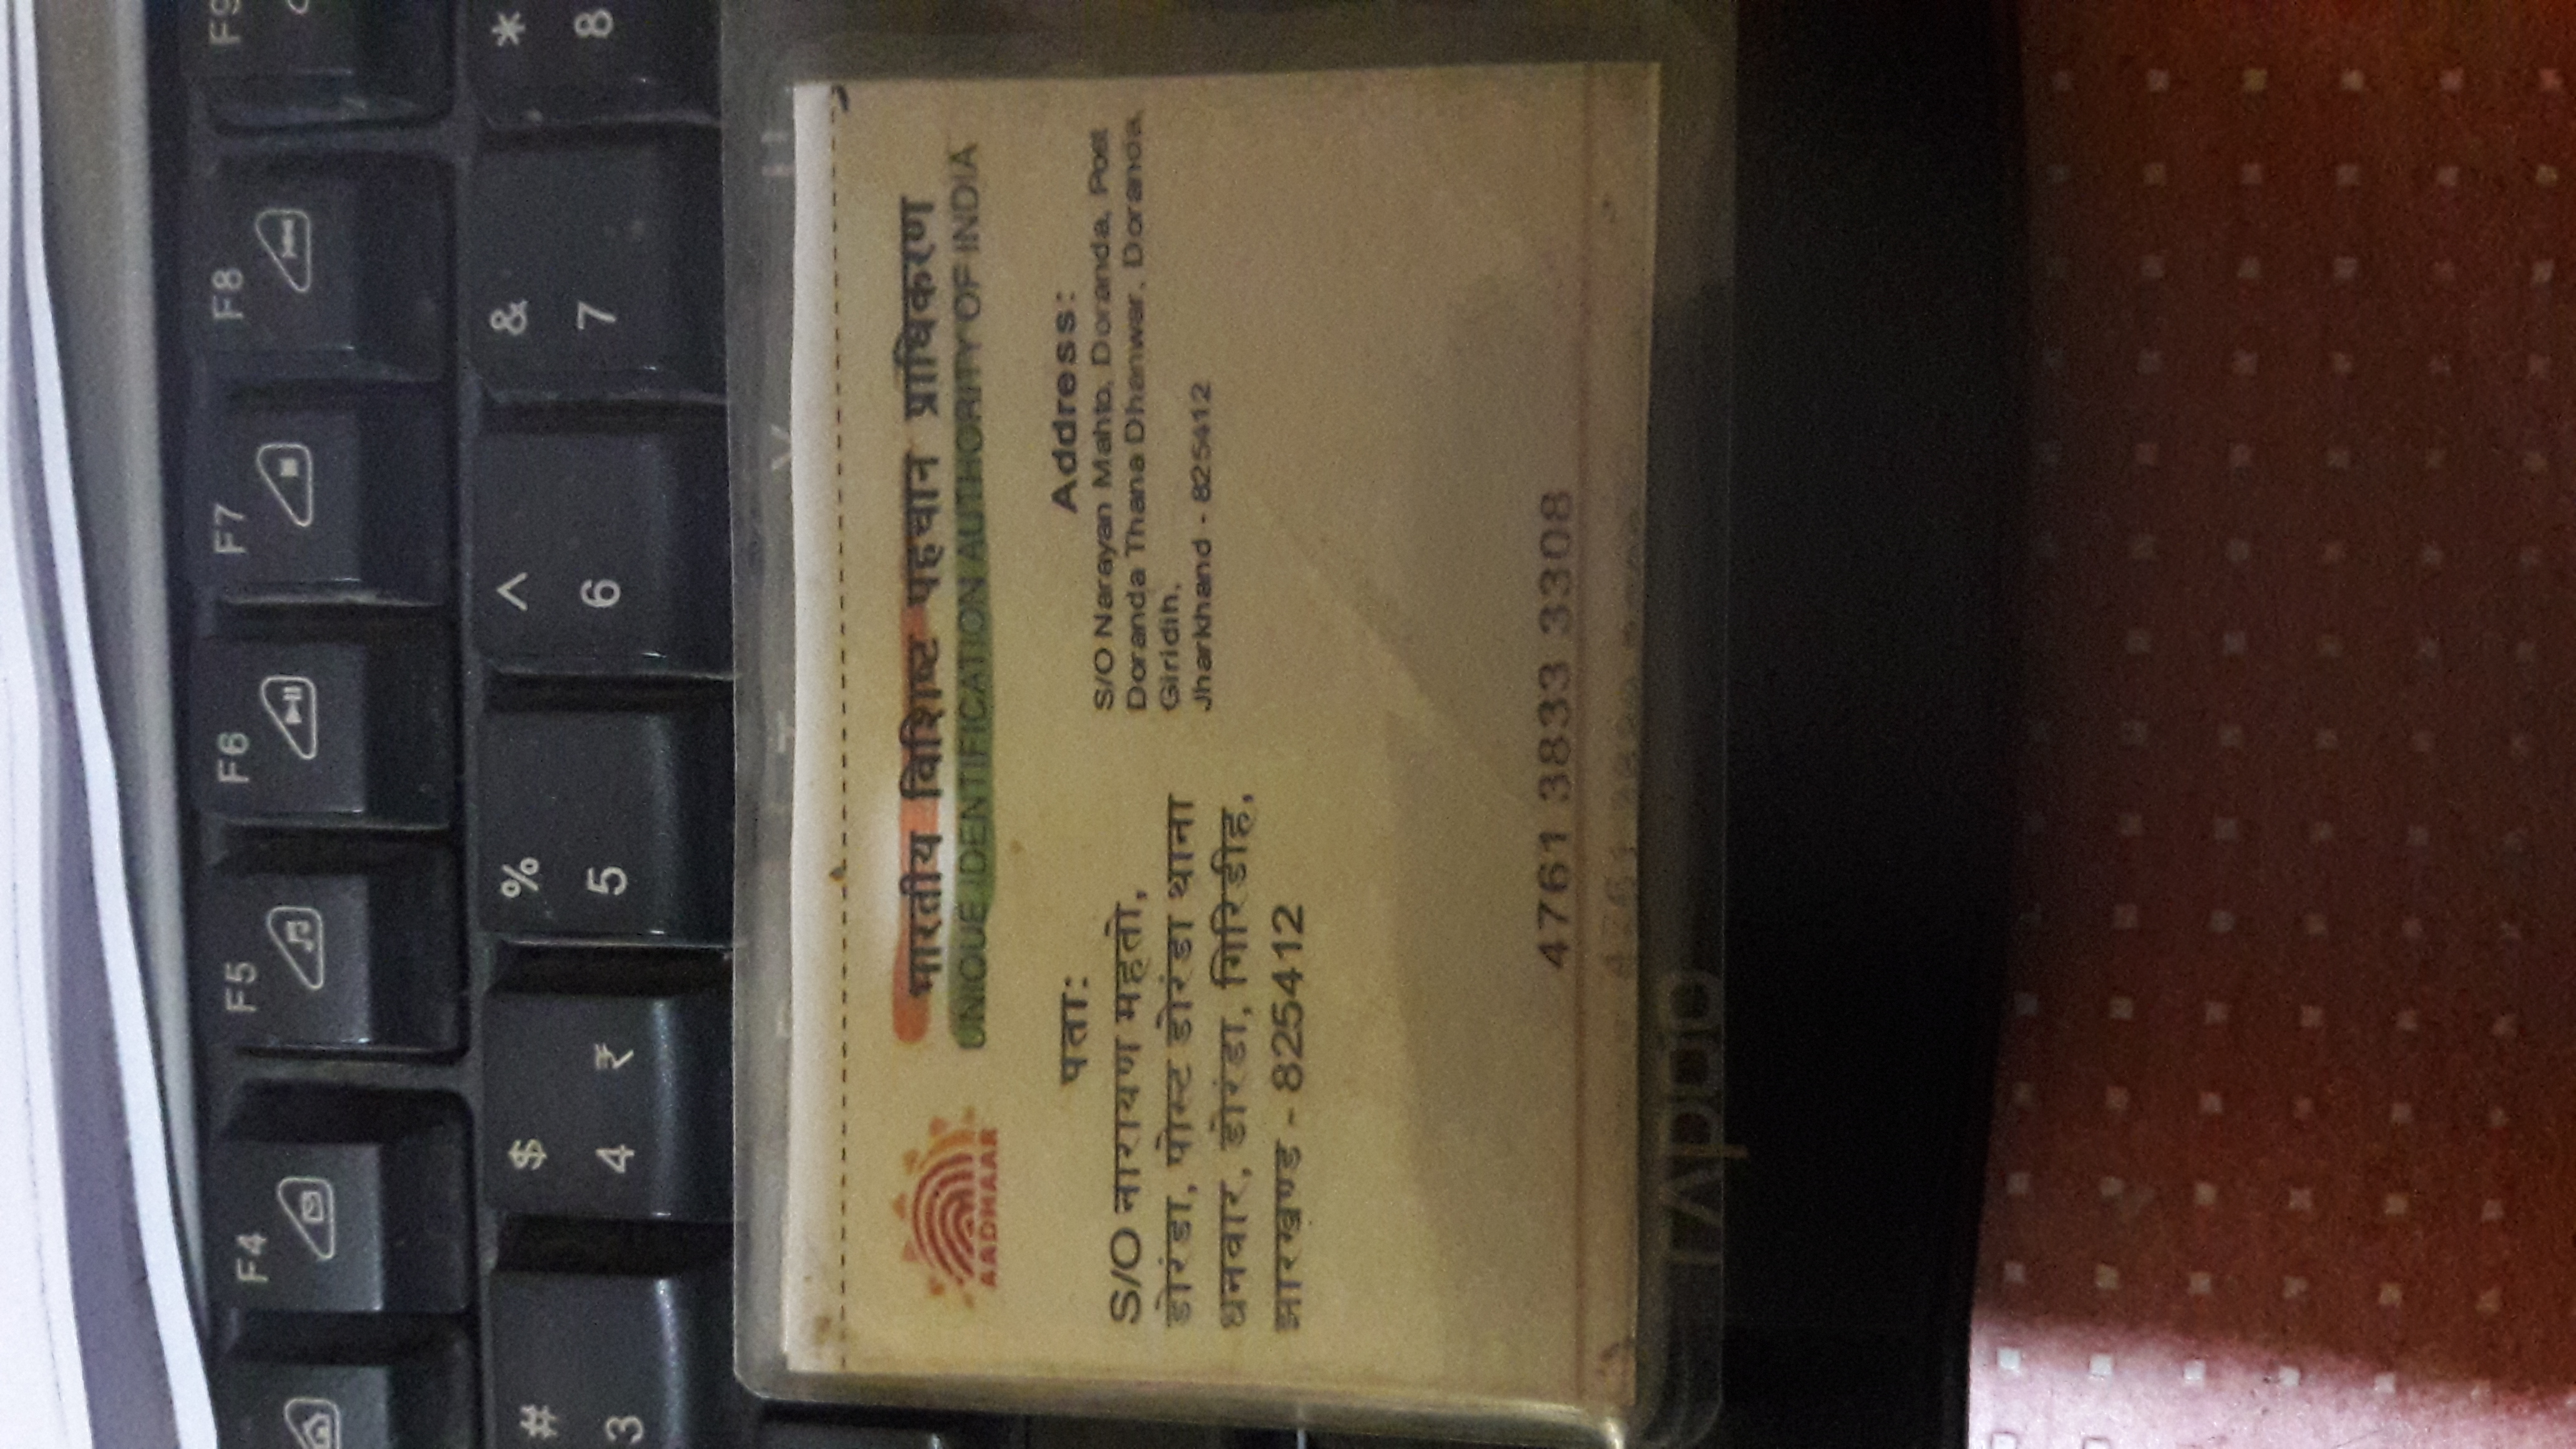 भारतीय विशिष्ट पहचान प्राधिकरण
UNIQUE IDENTIFICATION AUTHORITY OF INDIA
AADHAAR
पता:
S/O नारायण महतो,
डोरंडा, पोस्ट डोरंडा थाना
धनवार, डोरंडा, गिरिडीह,
झारखण्ड - 825412
Address:
S/O Narayan Mahto, Doranda, Post
Doranda Thana Dhanwar, Doranda,
Giridih,
Jharkhand - 825412
4761 3833 3308
F4 F5 F6 F7 F8 F9
# $ % ^ & *
3 4 ₹ 5 6 7 8